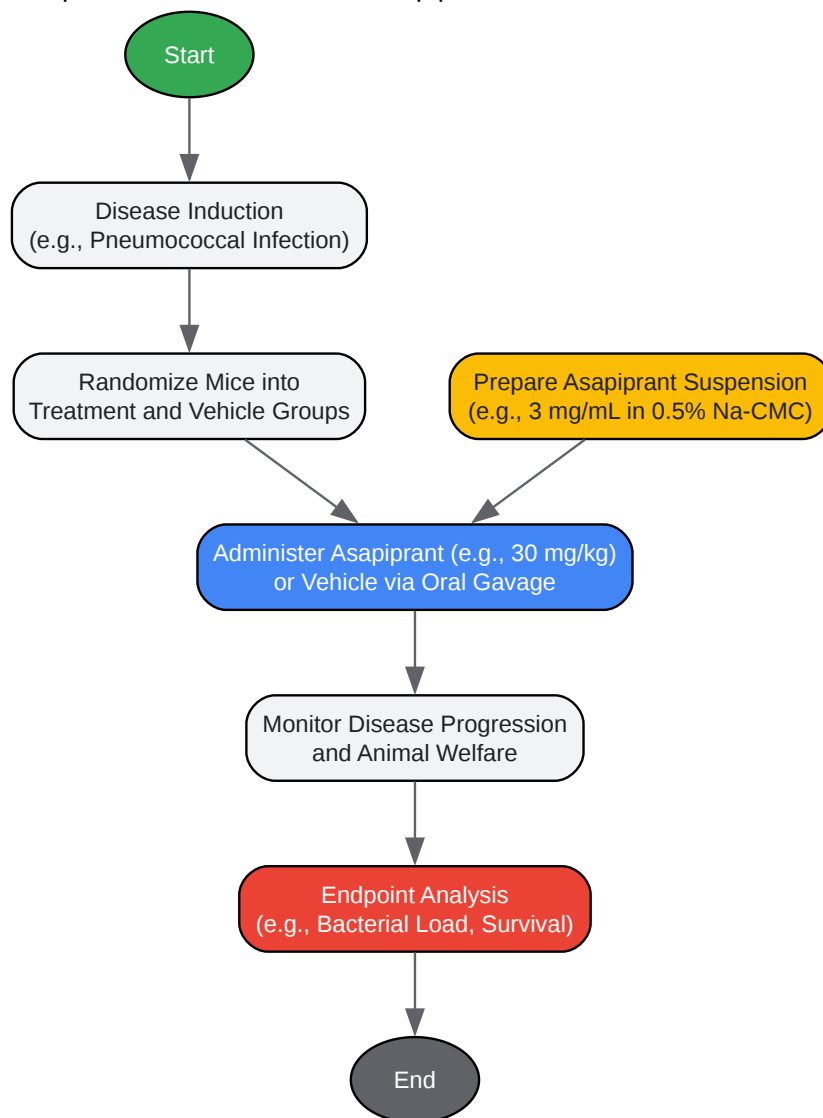 Start
Disease Induction
(e.g., Pneumococcal Infection)
Randomize Mice into
Treatment and Vehicle Groups
Prepare Asapiprant Suspension
(e.g., 3 mg/mL in 0.5% Na-CMC)
Administer Asapiprant (e.g., 30 mg/kg)
or Vehicle via Oral Gavage
Monitor Disease Progression
and Animal Welfare
Endpoint Analysis
(e.g., Bacterial Load, Survival)
End